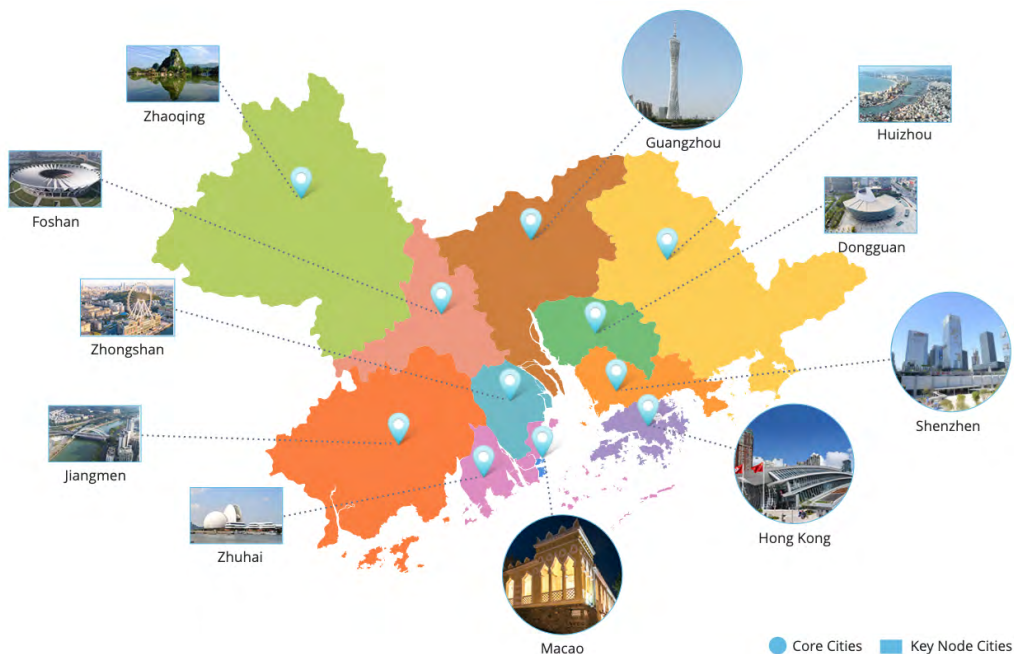 Zhaoqing
Guangzhou
Huizhou
Foshan
Dongguan
Zhongshan
Shenzhen
Jiangmen
Hong Kong
Zhuhai
Macao
Core Cities
Key Node Cities